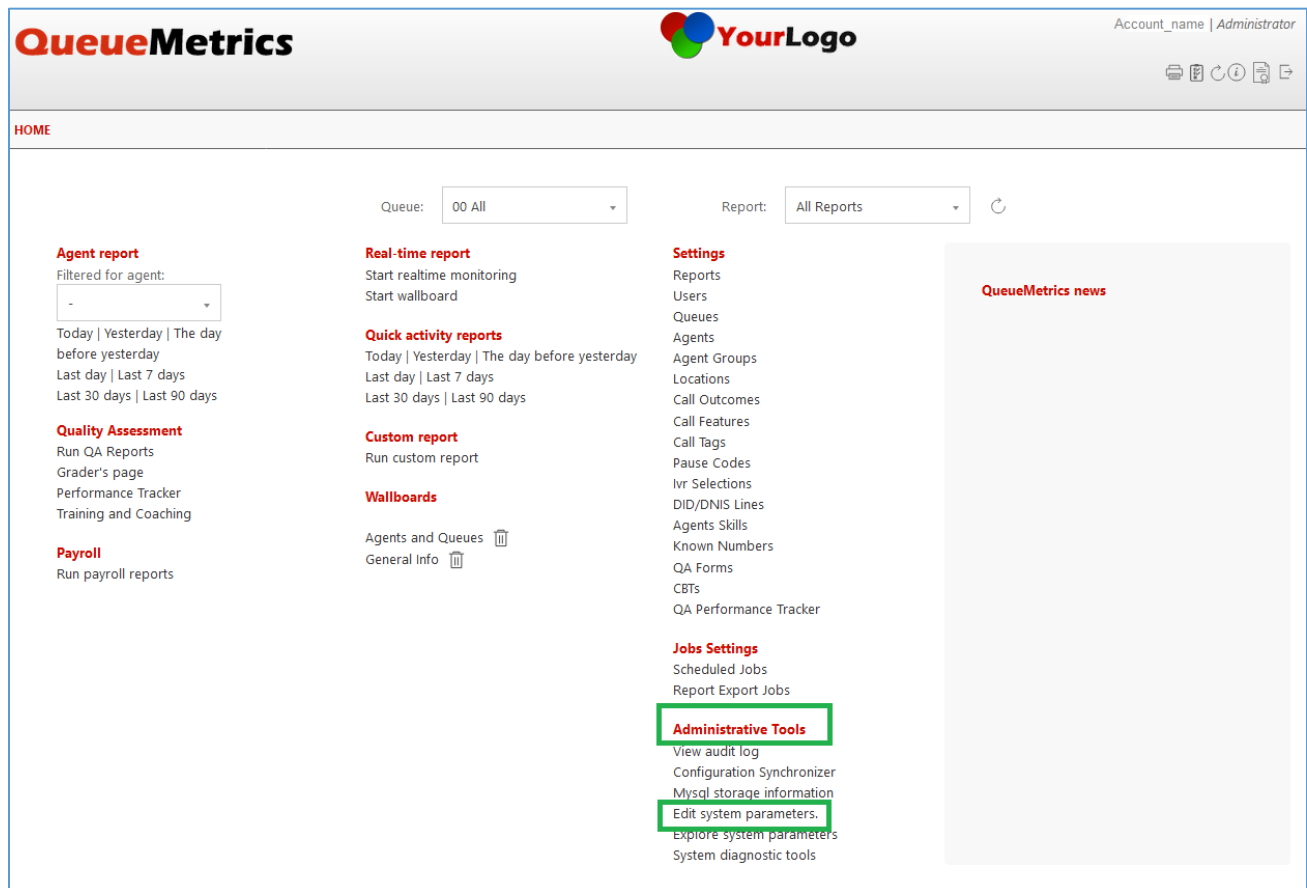 QueueMetrics
YourLogo
Account_name | Administrator
HOME
Queue:
00 All
Report:
All Reports
Agent report
Filtered for agent:
-
Today | Yesterday | The day
before yesterday
Last day | Last 7 days
Last 30 days | Last 90 days
Quality Assessment
Run QA Reports
Grader's page
Performance Tracker
Training and Coaching
Payroll
Run payroll reports
Real-time report
Start realtime monitoring
Start wallboard
Quick activity reports
Today | Yesterday | The day before yesterday
Last day | Last 7 days
Last 30 days | Last 90 days
Custom report
Run custom report
Wallboards
Agents and Queues
General Info
Settings
Reports
Users
Queues
Agents
Agent Groups
Locations
Call Outcomes
Call Features
Call Tags
Pause Codes
Ivr Selections
DID/DNIS Lines
Agents Skills
Known Numbers
QA Forms
CBTs
QA Performance Tracker
Jobs Settings
Scheduled Jobs
Report Export Jobs
Administrative Tools
View audit log
Configuration Synchronizer
Mysql storage information
Edit system parameters.
Explore system parameters
System diagnostic tools
QueueMetrics news